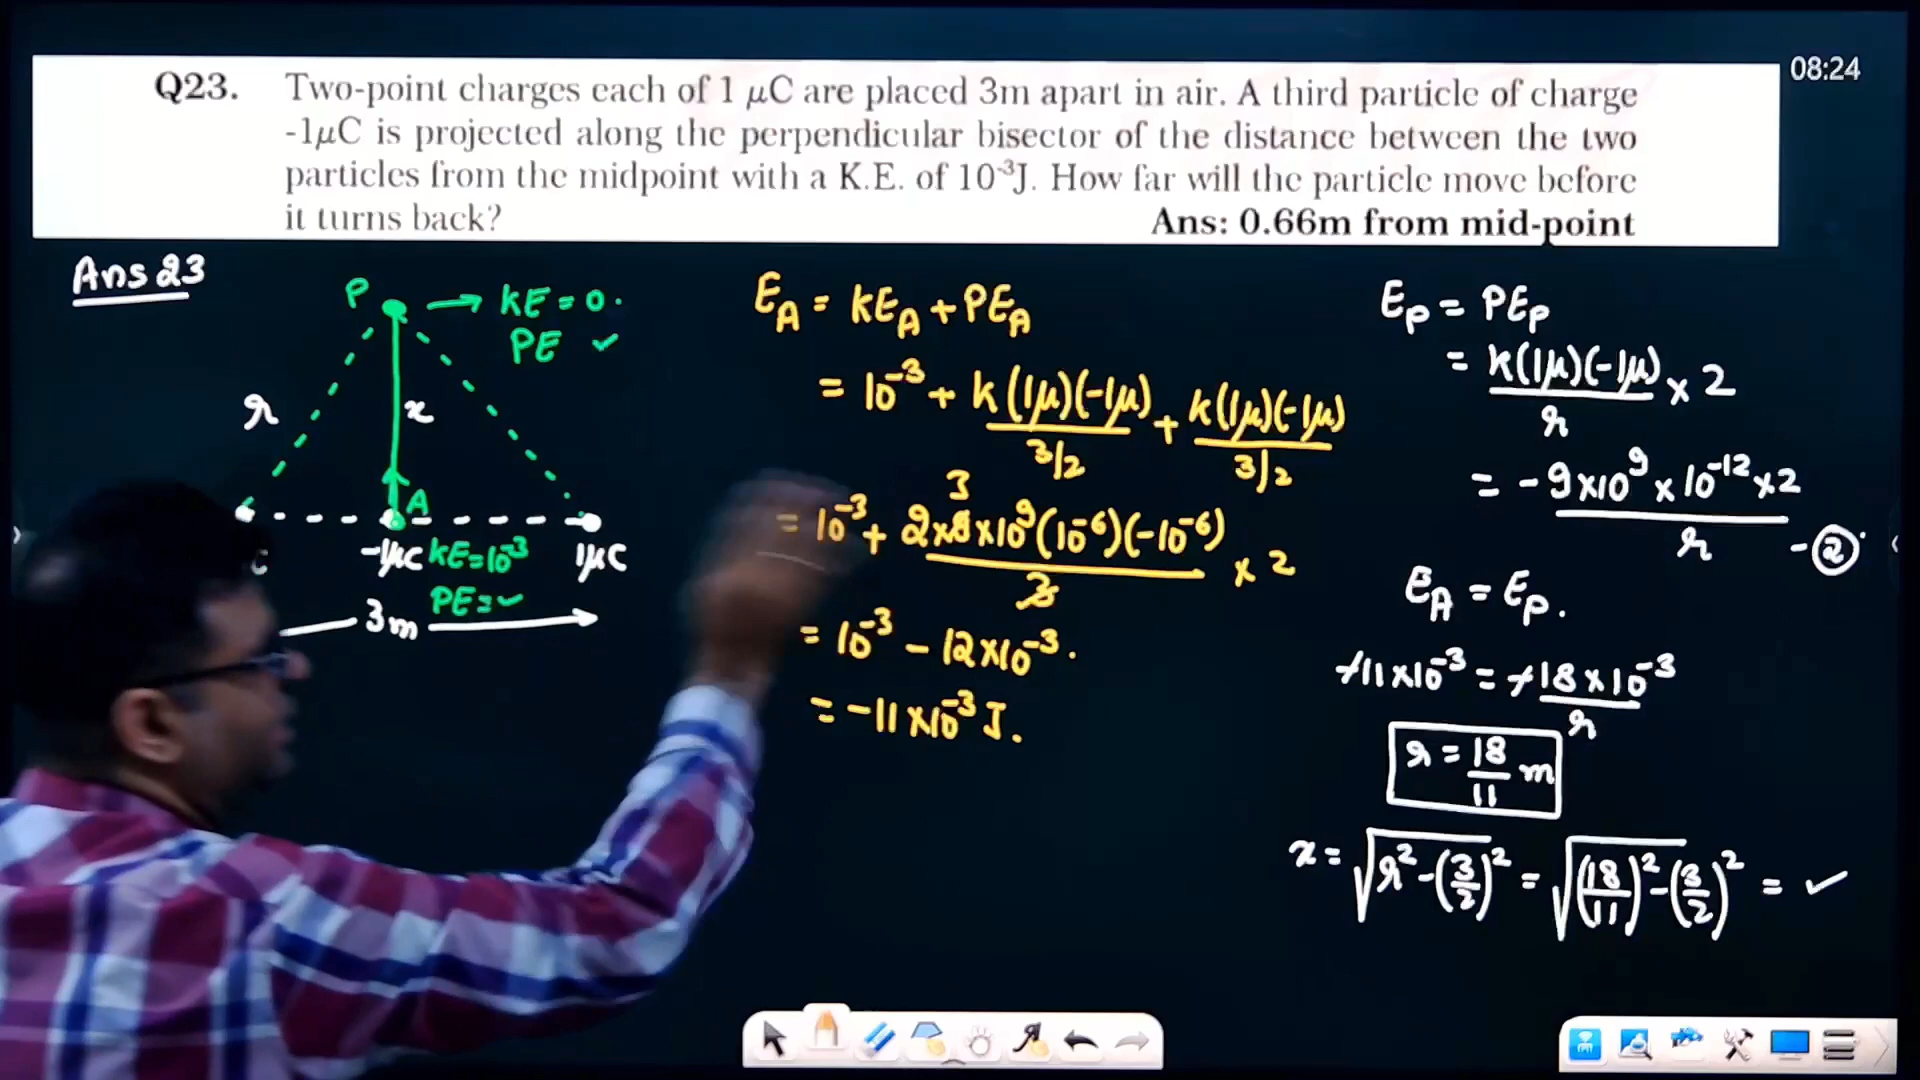 08:24
Q23. Two-point charges each of 1 μC are placed 3m apart in air. A third particle of charge
-1μC is projected along the perpendicular bisector of the distance between the two
particles from the midpoint with a K.E. of 10⁻³J. How far will the particle move before
it turns back? Ans: 0.66m from mid-point
Ans 23
P → KE = 0.
PE ✓
r
x
A
-1μC KE=10⁻³ 1μC
PE = ✓
3m
E_A = KE_A + PE_A
= 10⁻³ + k(1μ)(-1μ)/3/2 + k(1μ)(-1μ)/3/2
= 10⁻³ + 2×9×10⁹(10⁻⁶)(-10⁻⁶)/3 × 2
3
= 10⁻³ - 12×10⁻³.
= -11×10⁻³ J.
E_P = PE_P
= k(1μ)(-1μ)/r × 2
= -9×10⁹×10⁻¹²×2/r -②
E_A = E_P.
-11×10⁻³ = -18×10⁻³/r
r = 18/11 m
x = √r²-(3/2)² = √(18/11)²-(3/2)² = ✓